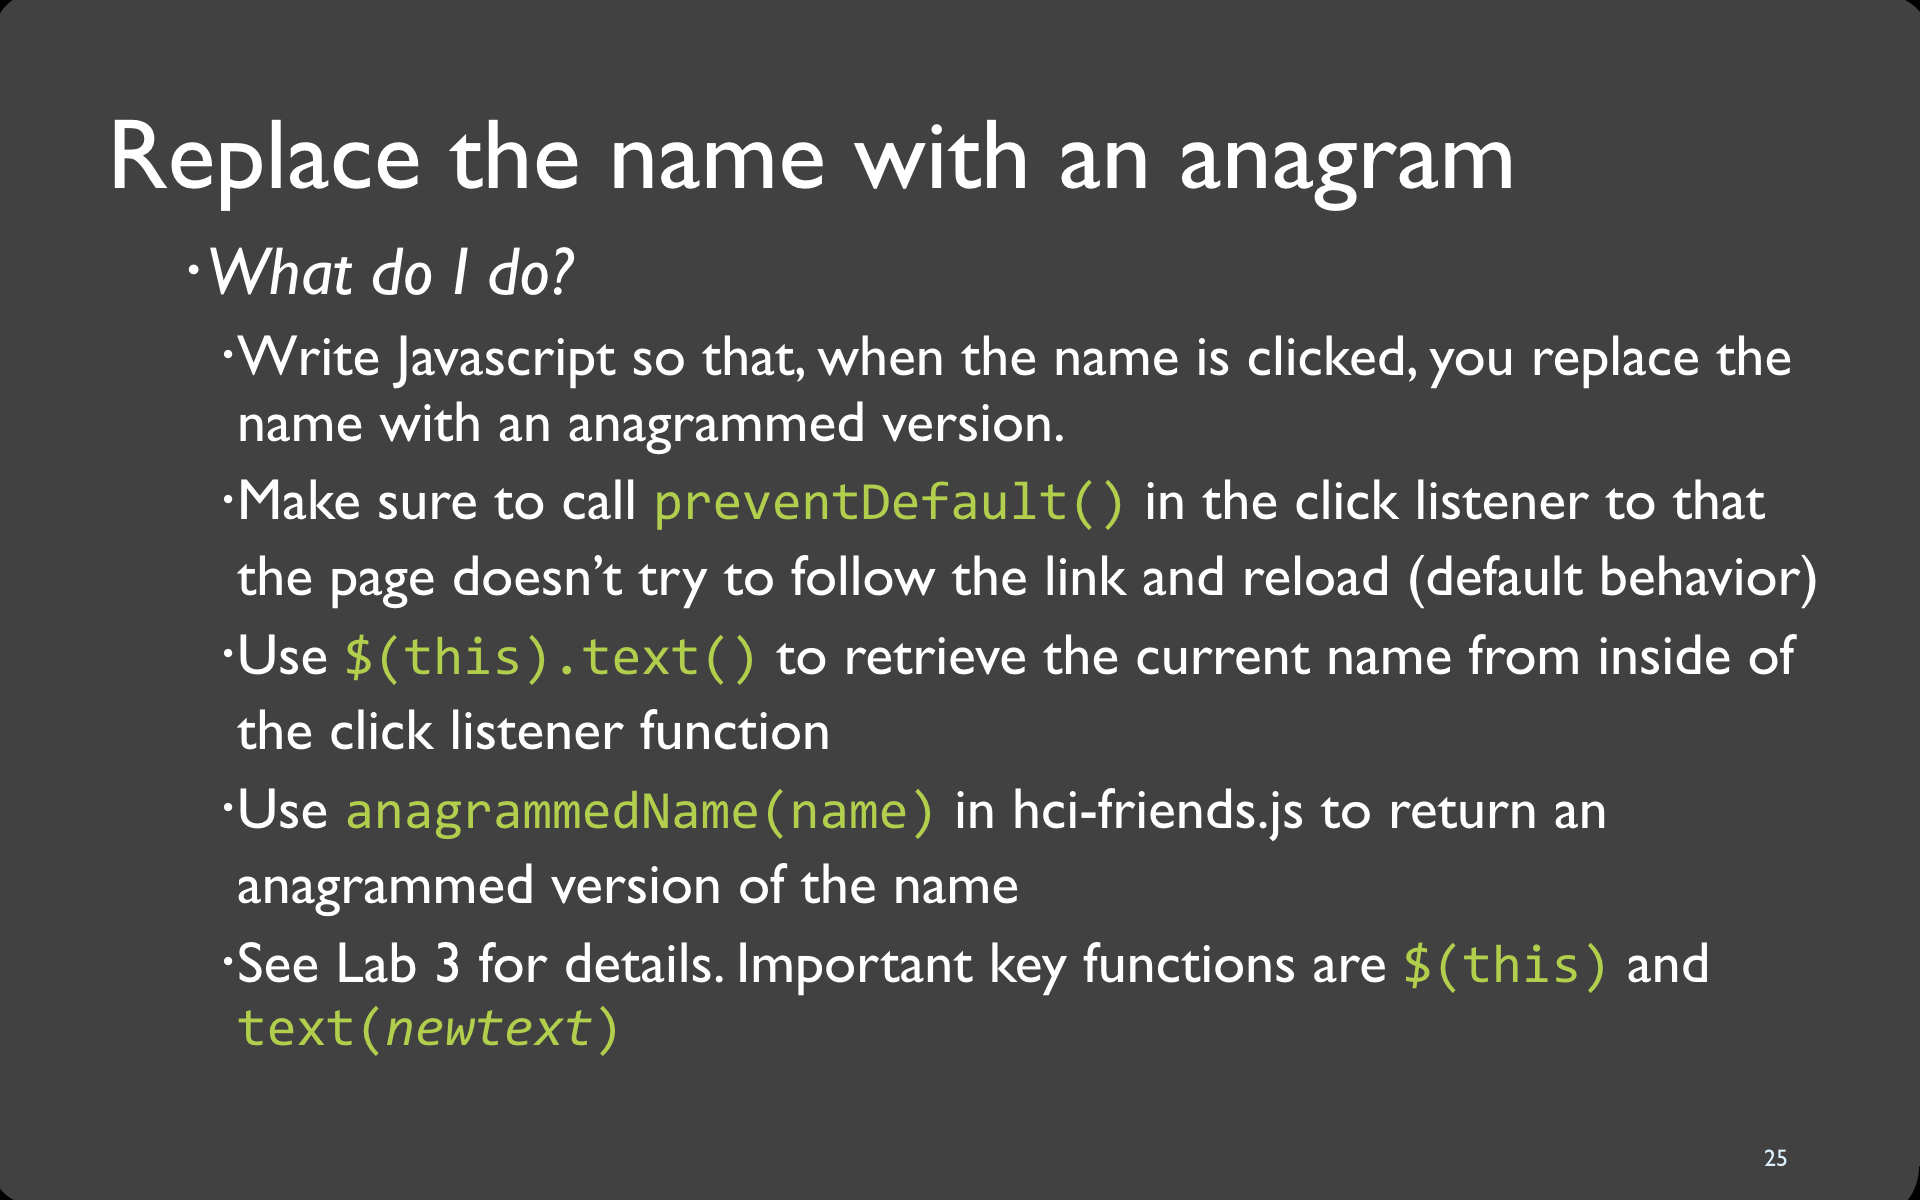 Replace the name with an anagram
•What do I do?
•Write Javascript so that, when the name is clicked, you replace the
name with an anagrammed version.
•Make sure to call preventDefault() in the click listener to that
the page doesn’t try to follow the link and reload (default behavior)
•Use $(this).text() to retrieve the current name from inside of
the click listener function
•Use anagrammedName(name) in hci-friends.js to return an
anagrammed version of the name
•See Lab 3 for details. Important key functions are $(this) and
text(newtext)
25